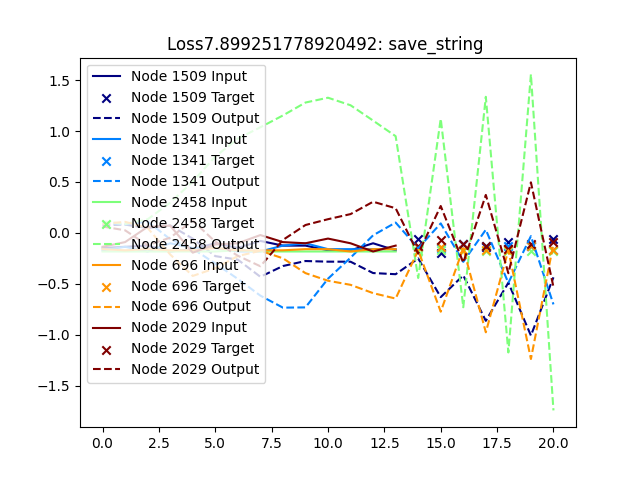 Loss7.899251778920492: save_string
1.5
1.0
0.5
0.0
−0.5
−1.0
−1.5
Node 1509 Input
Node 1509 Target
Node 1509 Output
Node 1341 Input
Node 1341 Target
Node 1341 Output
Node 2458 Input
Node 2458 Target
Node 2458 Output
Node 696 Input
Node 696 Target
Node 696 Output
Node 2029 Input
Node 2029 Target
Node 2029 Output
0.0 2.5 5.0 7.5 10.0 12.5 15.0 17.5 20.0